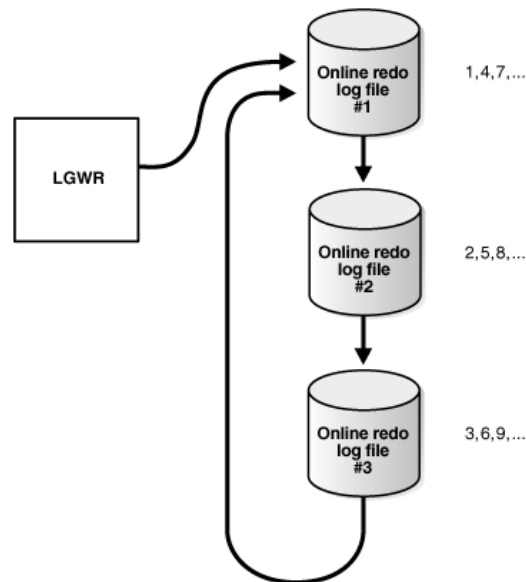 Online redo
log file
#1
1,4,7,...
LGWR
Online redo
log file
#2
2,5,8,...
Online redo
log file
#3
3,6,9,...